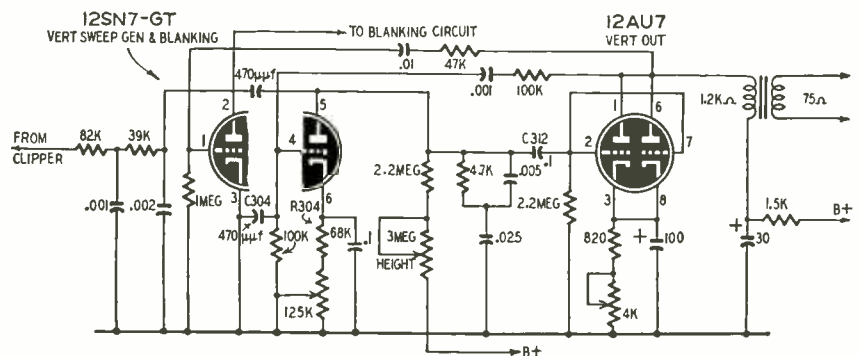 12SN7-GT
VERT SWEEP GEN & BLANKING
TO BLANKING CIRCUIT
12AU7
VERT OUT
.01
47K
470µµf
.001
100K
2
5
1
6
1.2KΩ
75Ω
FROM
CLIPPER
82K
39K
1
4
C312
.1
2
7
.001
.002
1MEG
3
C304
470µµf
100K
R304
6
68K
.1
125K
2.2MEG
4.7K
.005
3MEG
HEIGHT
.025
2.2MEG
3
8
820
+
100
4K
+
30
1.5K
B+
B+